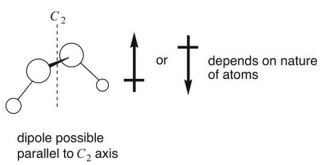 C₂
or
depends on nature
of atoms
dipole possible
parallel to C₂ axis